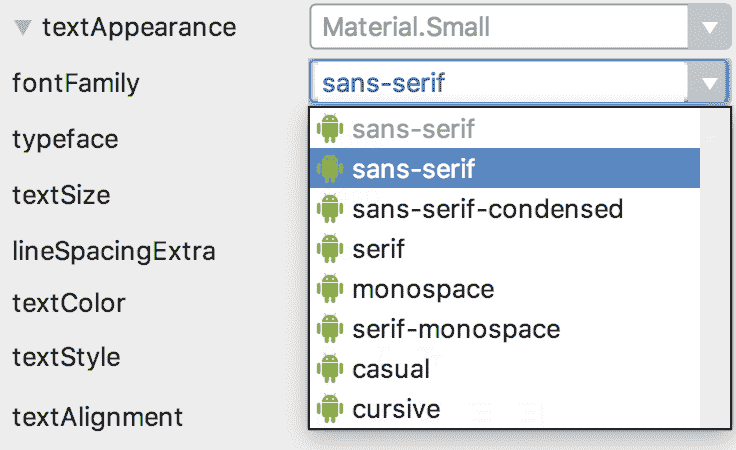 textAppearance Material.Small
fontFamily sans-serif
typeface sans-serif
sans-serif
textSize sans-serif-condensed
lineSpacingExtra serif
monospace
textColor serif-monospace
textStyle casual
textAlignment cursive